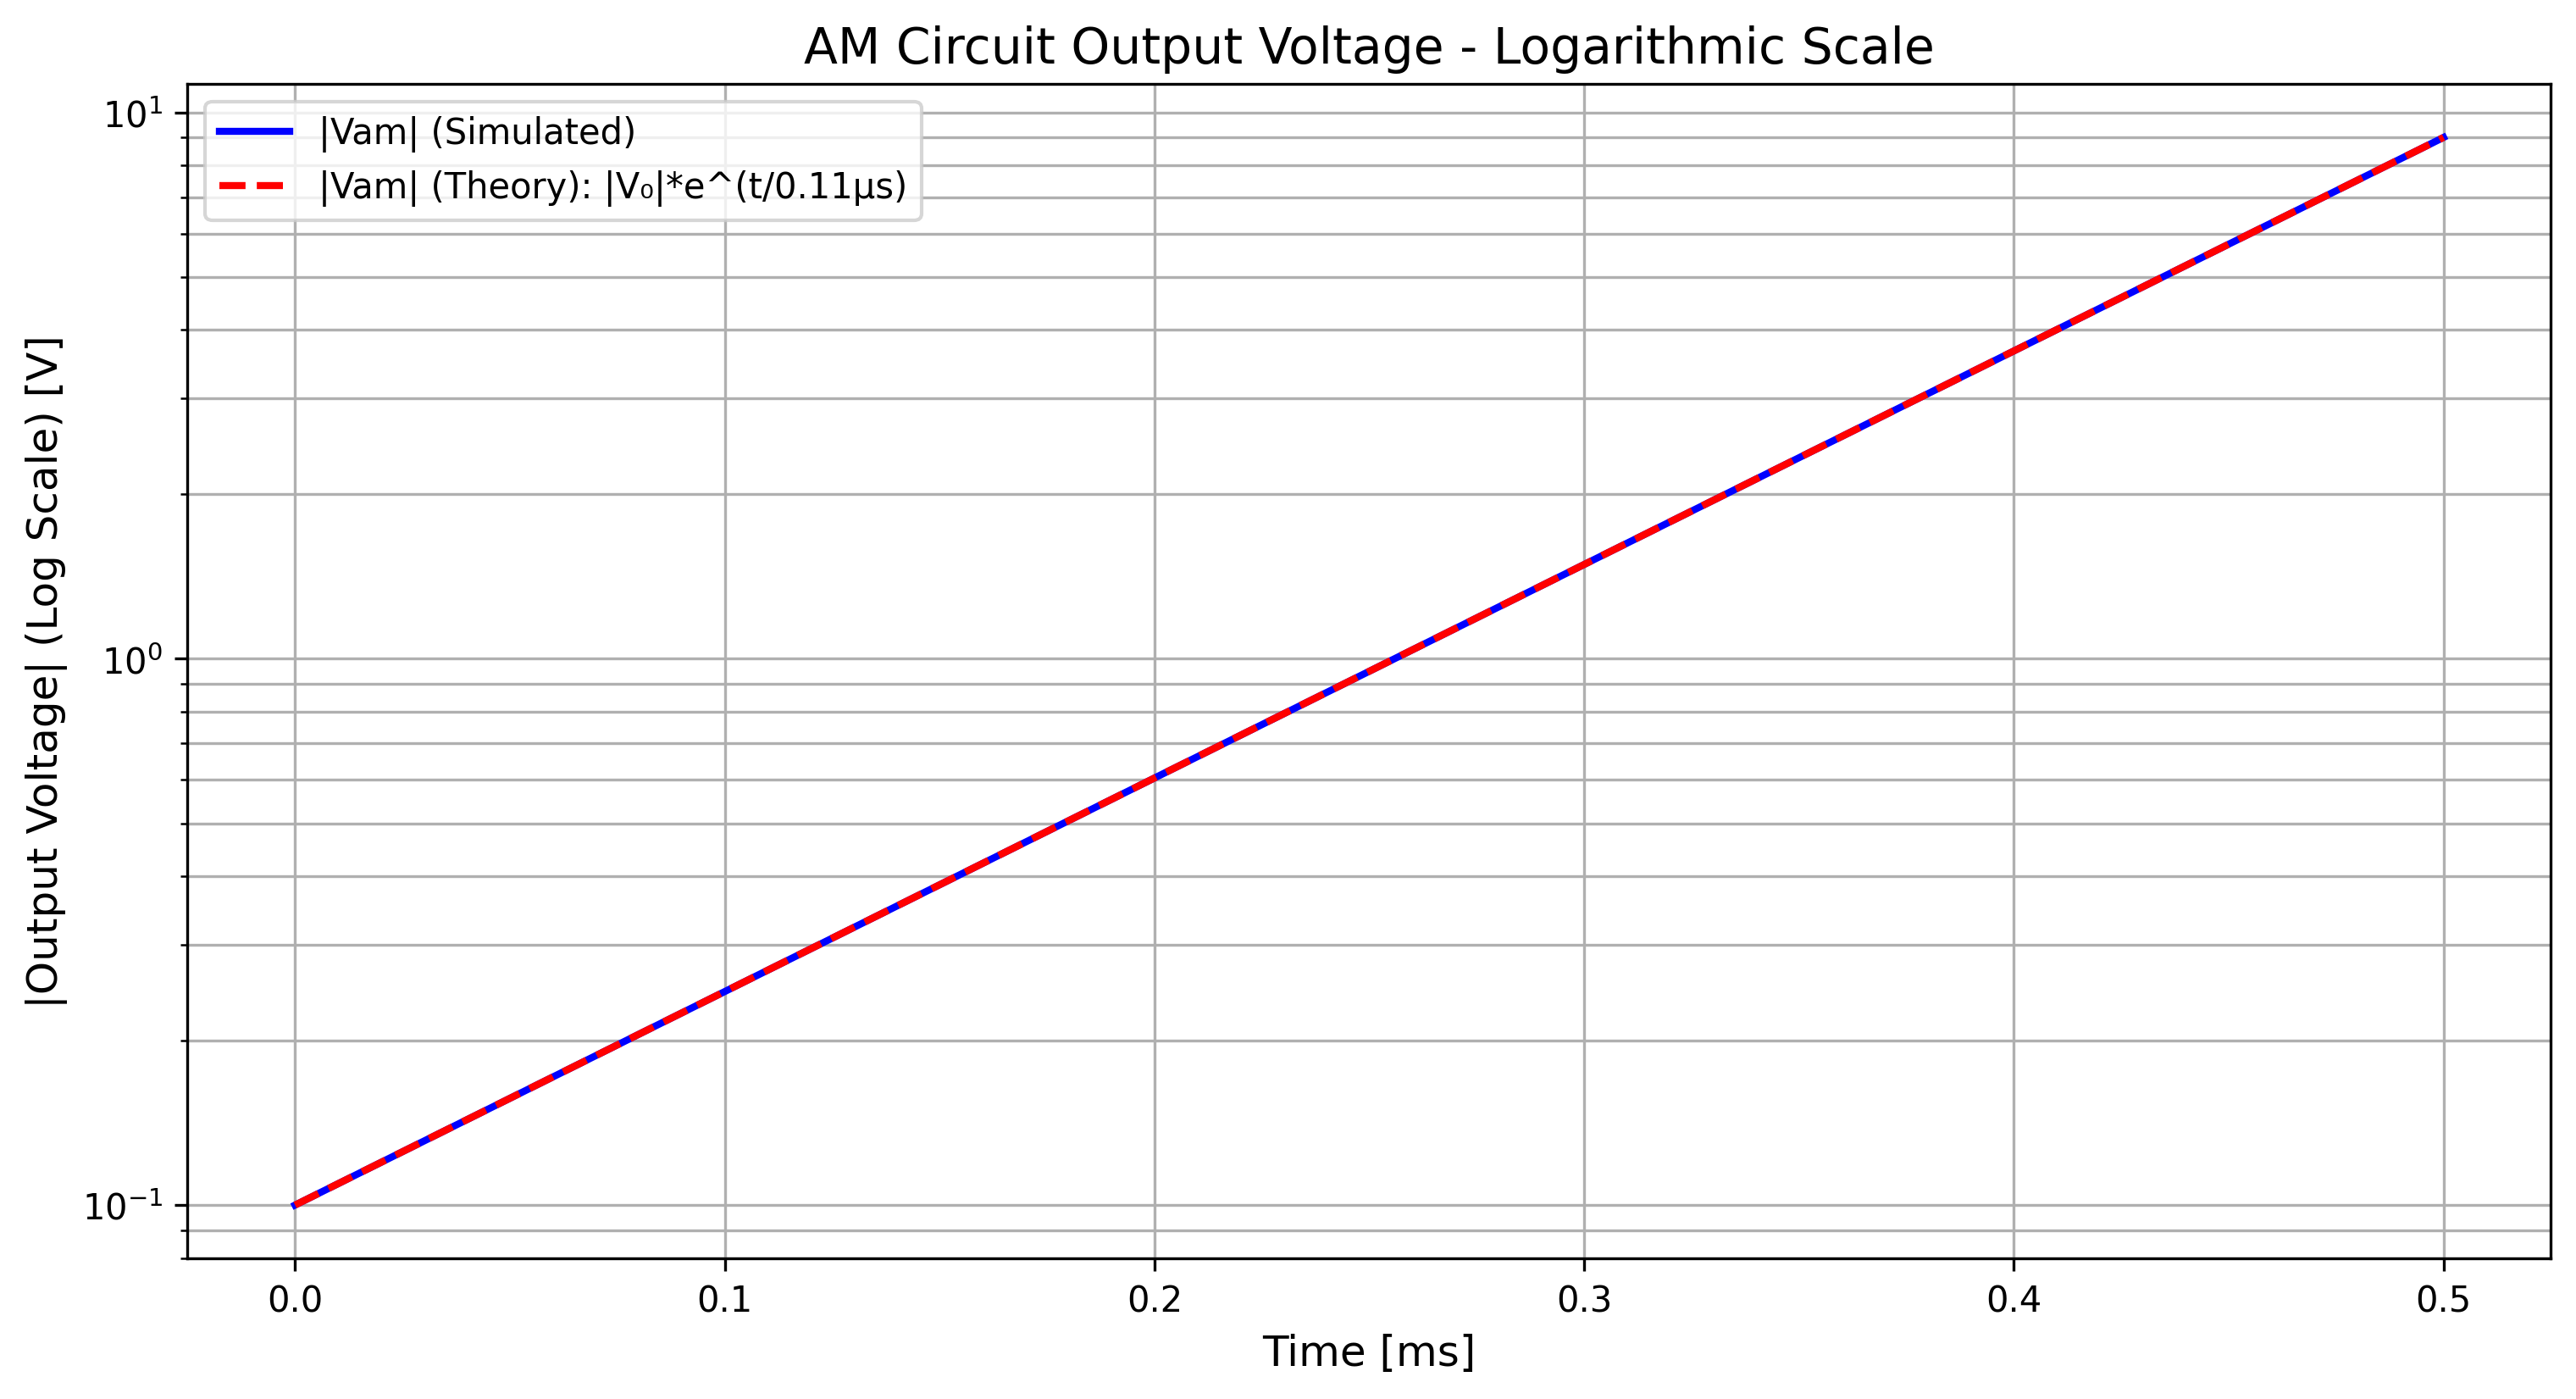 AM Circuit Output Voltage - Logarithmic Scale
|Vam| (Simulated)
|Vam| (Theory): |V₀|*e^(t/0.11μs)
|Output Voltage| (Log Scale) [V]
10¹
10⁰
10⁻¹
0.0 0.1 0.2 0.3 0.4 0.5
Time [ms]